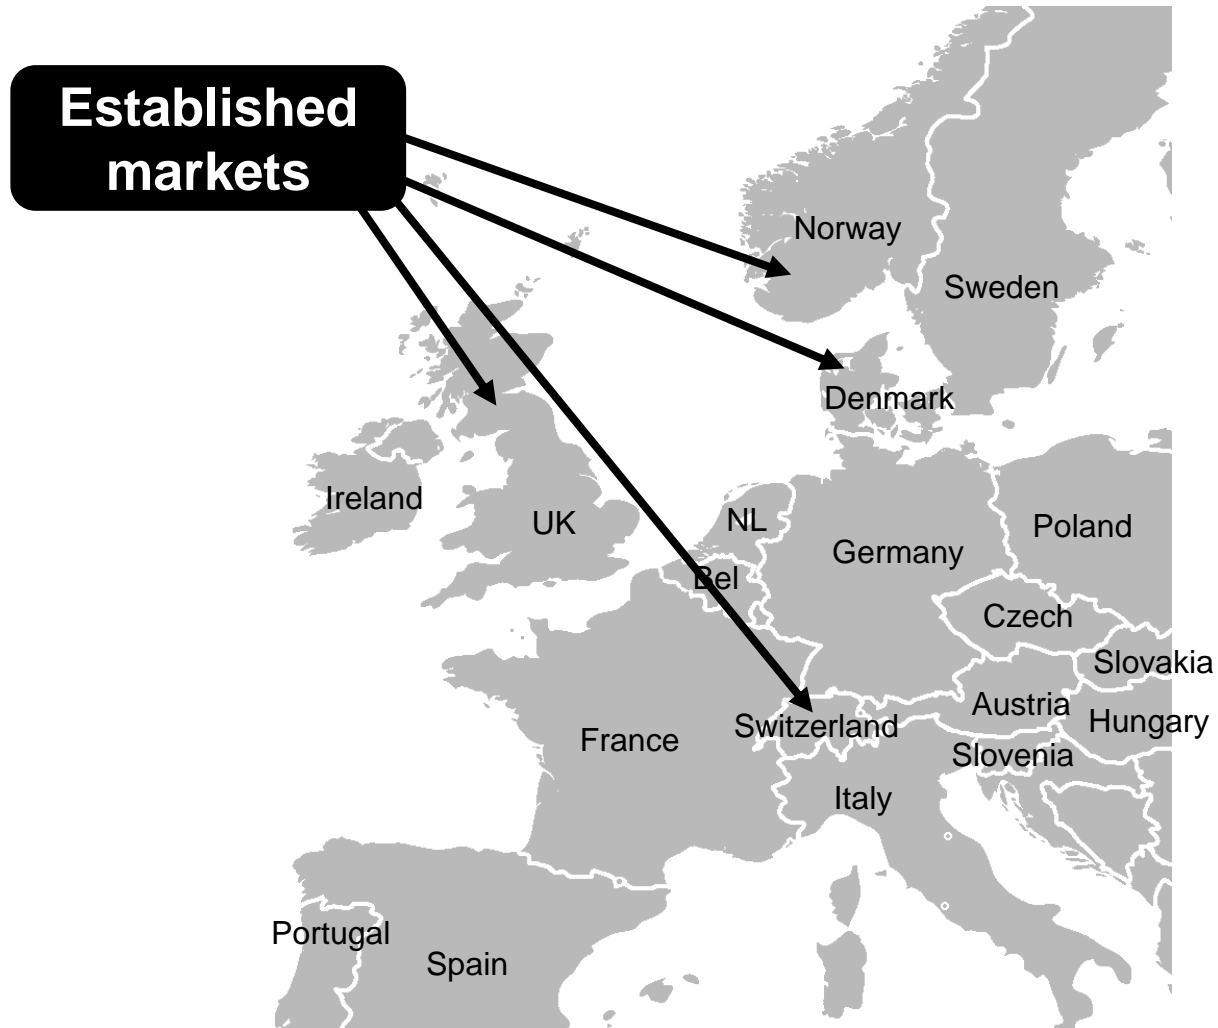 Established
markets
Norway
Sweden
Denmark
Ireland
UK
NL
Germany
Poland
Bel
Czech
Slovakia
Austria
Hungary
Switzerland
France
Slovenia
Italy
Portugal
Spain